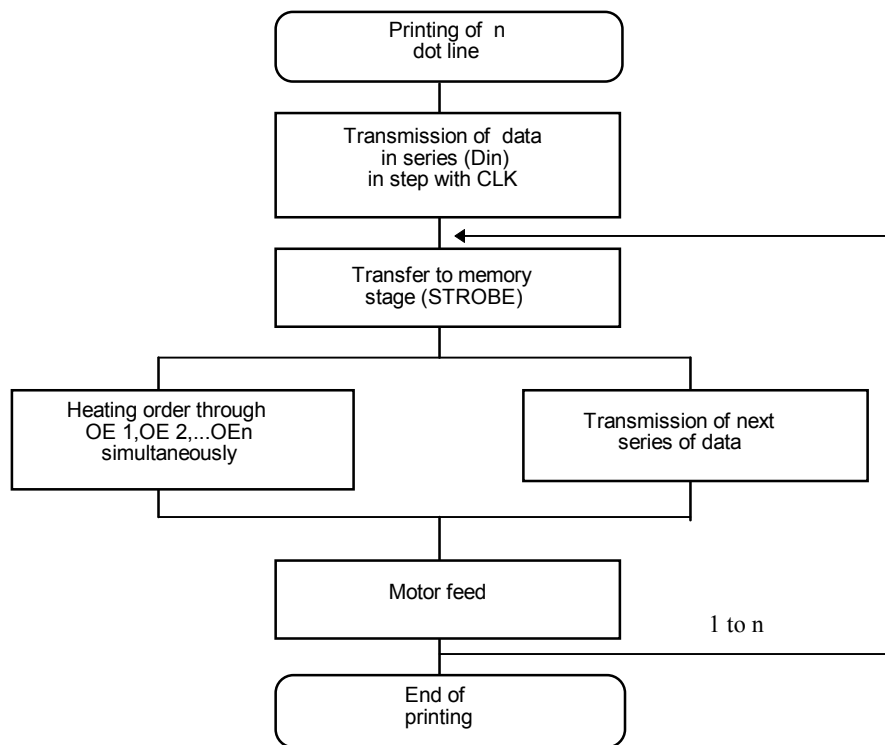 Printing of n
dot line
Transmission of data
in series (Din)
in step with CLK
Transfer to memory
stage (STROBE)
Heating order through
OE 1,OE 2,...OEn
simultaneously
Transmission of next
series of data
Motor feed
1 to n
End of
printing